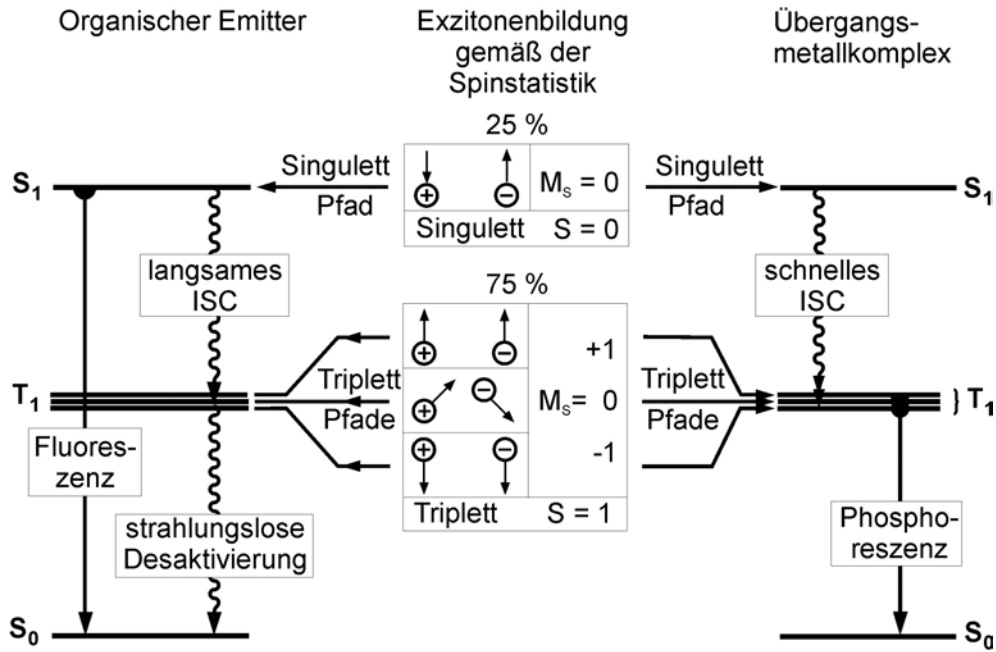 Organischer Emitter
Exzitonenbildung
gemäß der
Spinstatistik
Übergangs-
metallkomplex
25 %
S1
Singulett
Pfad
+
−
Ms = 0
Singulett S = 0
Singulett
Pfad
S1
langsames
ISC
schnelles
ISC
75 %
T1
Triplett
Pfade
+ − +1
+ − Ms= 0
+ − -1
Triplett S = 1
Triplett
Pfade
} T1
Fluores-
zenz
strahlungslose
Desaktivierung
Phospho-
reszenz
S0
S0